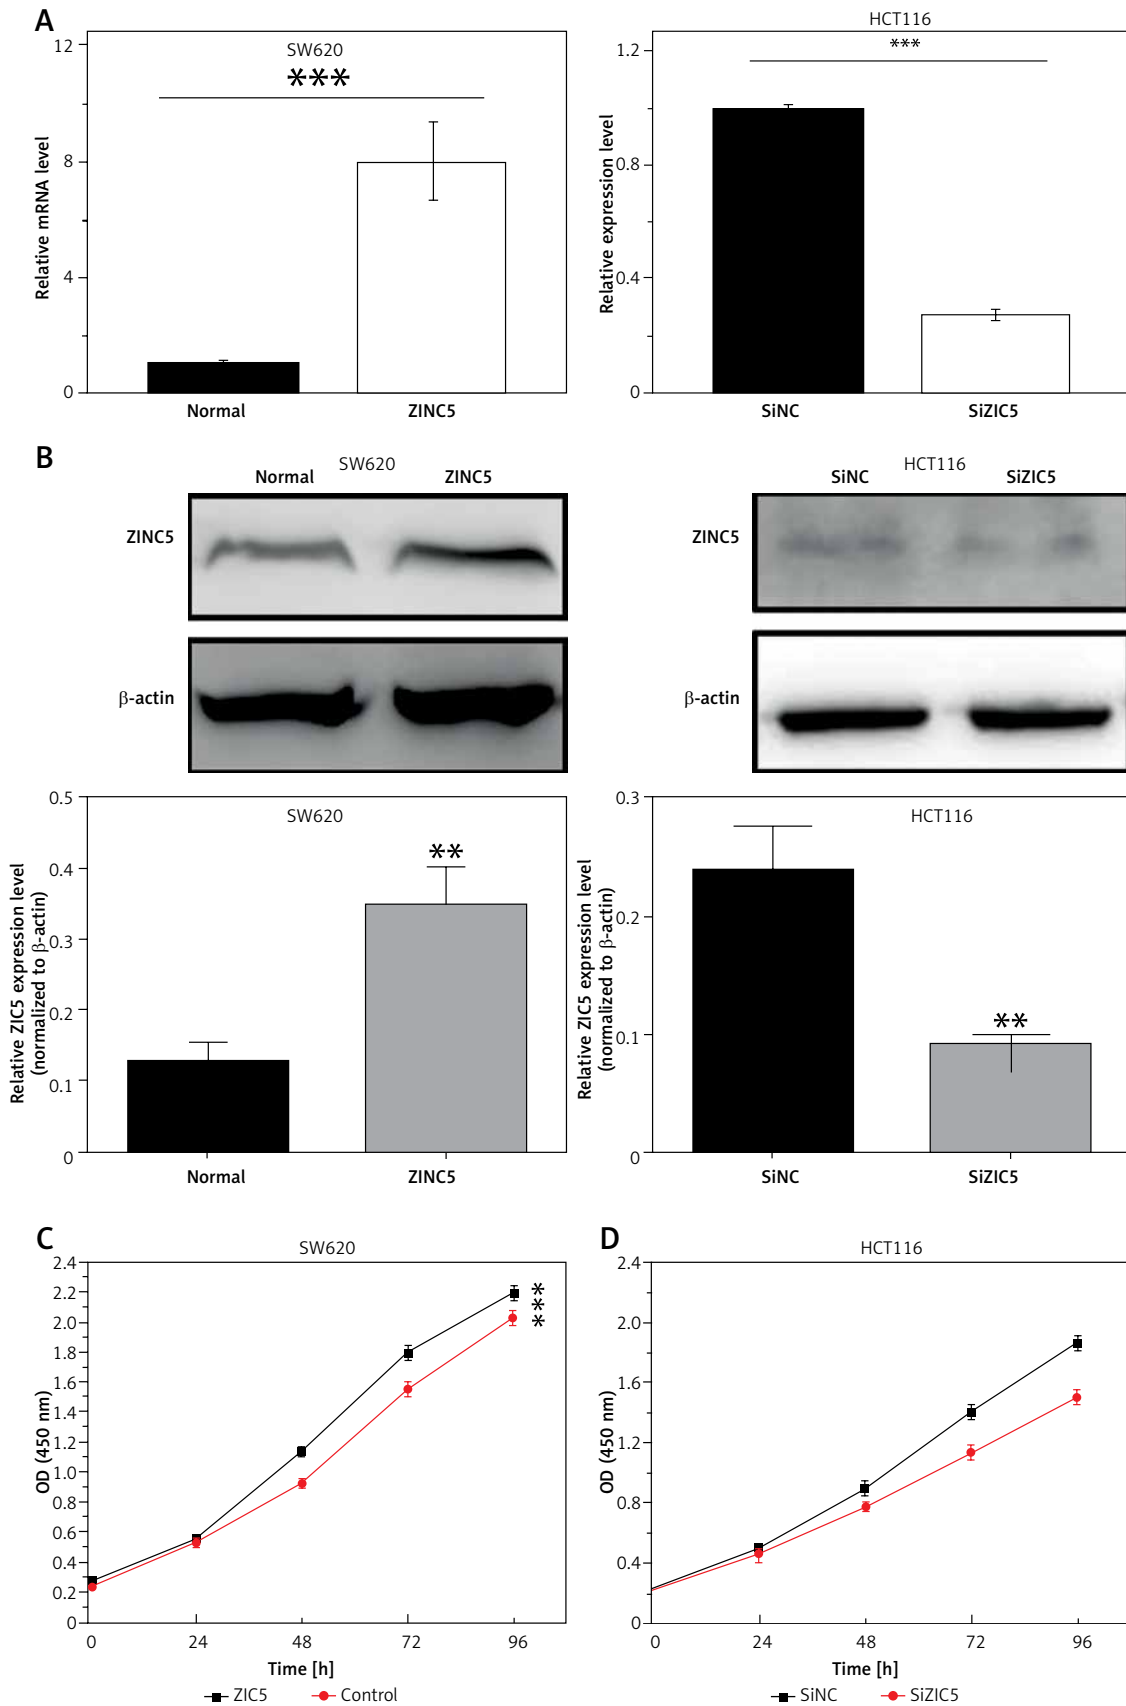 A
SW620
***
12
8
4
0
Relative mRNA level
Normal
ZINC5
HCT116
***
1.2
0.8
0.4
0
Relative expression level
SiNC
SiZIC5
B
SW620
Normal
ZINC5
ZINC5
β-actin
HCT116
SiNC
SiZIC5
ZINC5
β-actin
SW620
0.5
0.4
0.3
0.2
0.1
0
**
Relative ZIC5 expression level
(normalized to β-actin)
Normal
ZINC5
HCT116
0.3
0.2
0.1
0
**
Relative ZIC5 expression level
(normalized to β-actin)
SiNC
SiZIC5
C
SW620
2.4
2.2
2.0
1.8
1.6
1.4
1.2
1.0
0.8
0.6
0.4
0.2
0
***
OD (450 nm)
0
24
48
72
96
Time [h]
ZIC5
Control
D
HCT116
2.4
2.0
1.6
1.2
0.8
0.4
0
OD (450 nm)
0
24
48
72
96
Time [h]
SiNC
SiZIC5